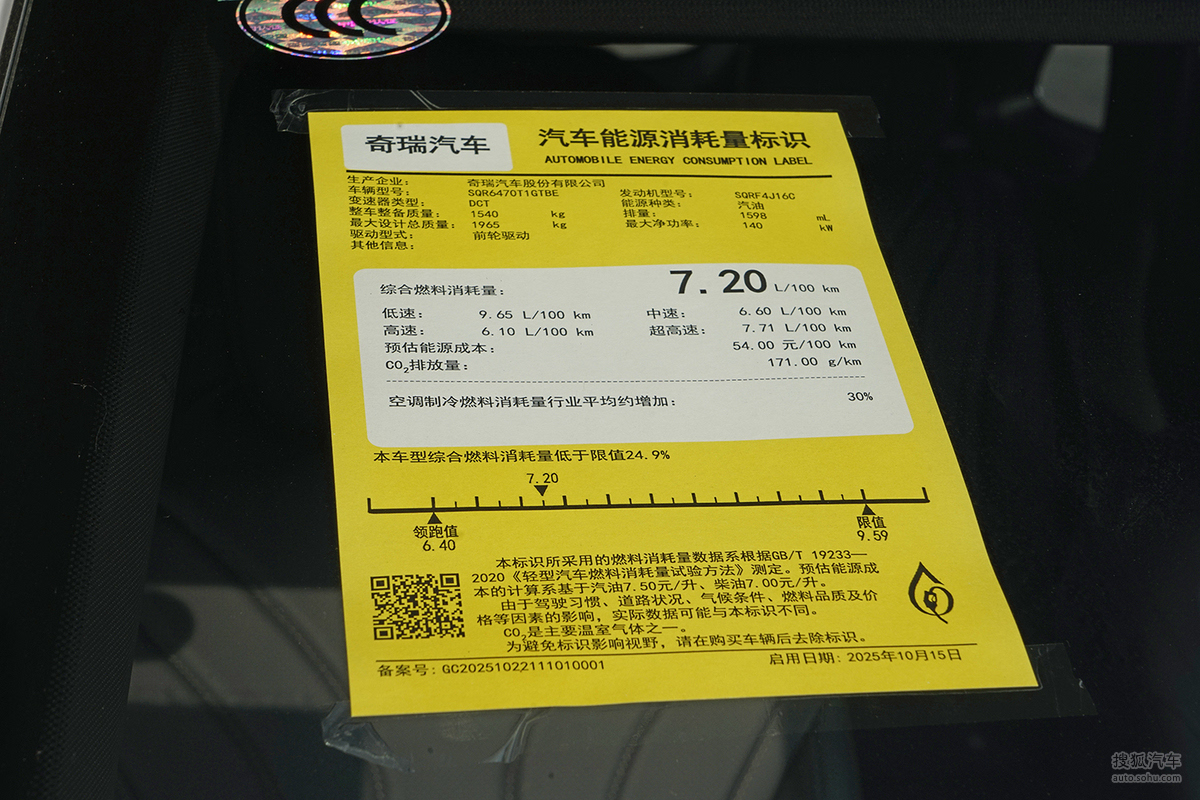 CCC
奇瑞汽车
汽车能源消耗量标识
AUTOMOBILE ENERGY CONSUMPTION LABEL
生产企业: 奇瑞汽车股份有限公司
车辆型号: SQR6470T1GTBE 发动机型号: SQRF4J16C
变速器类型: DCT 能源种类: 汽油
整车整备质量: 1540 kg 排量: 1598 mL
最大设计总质量: 1965 kg 最大净功率: 140 kW
驱动型式: 前轮驱动
其他信息:
综合燃料消耗量: 7.20 L/100 km
低速: 9.65 L/100 km 中速: 6.60 L/100 km
高速: 6.10 L/100 km 超高速: 7.71 L/100 km
预估能源成本: 54.00 元/100 km
CO2排放量: 171.00 g/km
空调制冷燃料消耗量行业平均约增加: 30%
本车型综合燃料消耗量低于限值24.9%
7.20
领跑值 限值
6.40 9.59
本标识所采用的燃料消耗量数据系根据GB/T 19233—
2020《轻型汽车燃料消耗量试验方法》测定。预估能源成
本的计算系基于汽油7.50元/升、柴油7.00元/升。
由于驾驶习惯、道路状况、气候条件、燃料品质及价
格等因素的影响，实际数据可能与本标识不同。
CO2是主要温室气体之一。
为避免标识影响视野，请在购买车辆后去除标识。
备案号: GC20251022111010001 启用日期: 2025年10月15日
搜狐汽车
auto.sohu.com